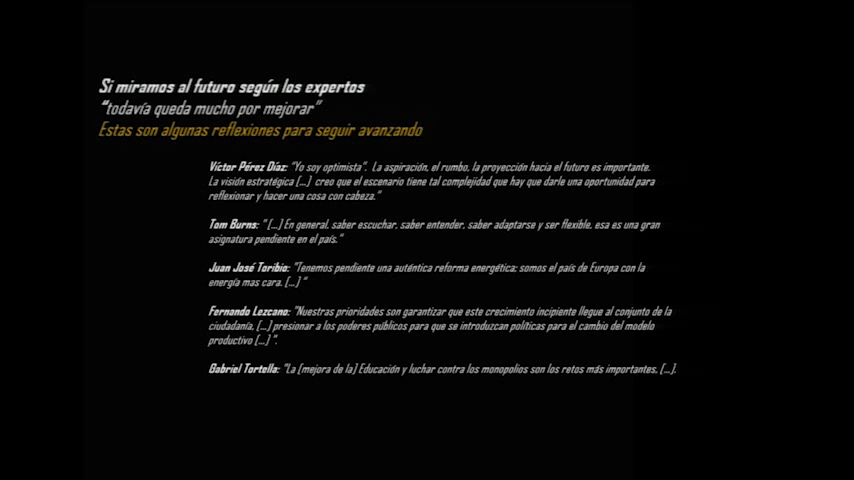 Si miramos al futuro según los expertos
"todavía queda mucho por mejorar"
Estas son algunas reflexiones para seguir avanzando
Víctor Pérez Díaz: "Yo soy optimista". La aspiración, el rumbo, la proyección hacia el futuro es importante.
La visión estratégica [...] creo que el escenario tiene tal complejidad que hay que darle una oportunidad para
reflexionar y hacer una cosa con cabeza."
Tom Burns: " [...] En general, saber escuchar, saber entender, saber adaptarse y ser flexible, esa es una gran
asignatura pendiente en el país."
Juan José Toribio: "Tenemos pendiente una auténtica reforma energética; somos el país de Europa con la
energía mas cara. [...] "
Fernando Lezcano: "Nuestras prioridades son garantizar que este crecimiento incipiente llegue al conjunto de la
ciudadanía, [...] presionar a los poderes públicos para que se introduzcan políticas para el cambio del modelo
productivo [...] ".
Gabriel Tortella: "La [mejora de la] Educación y luchar contra los monopolios son los retos más importantes, [...].